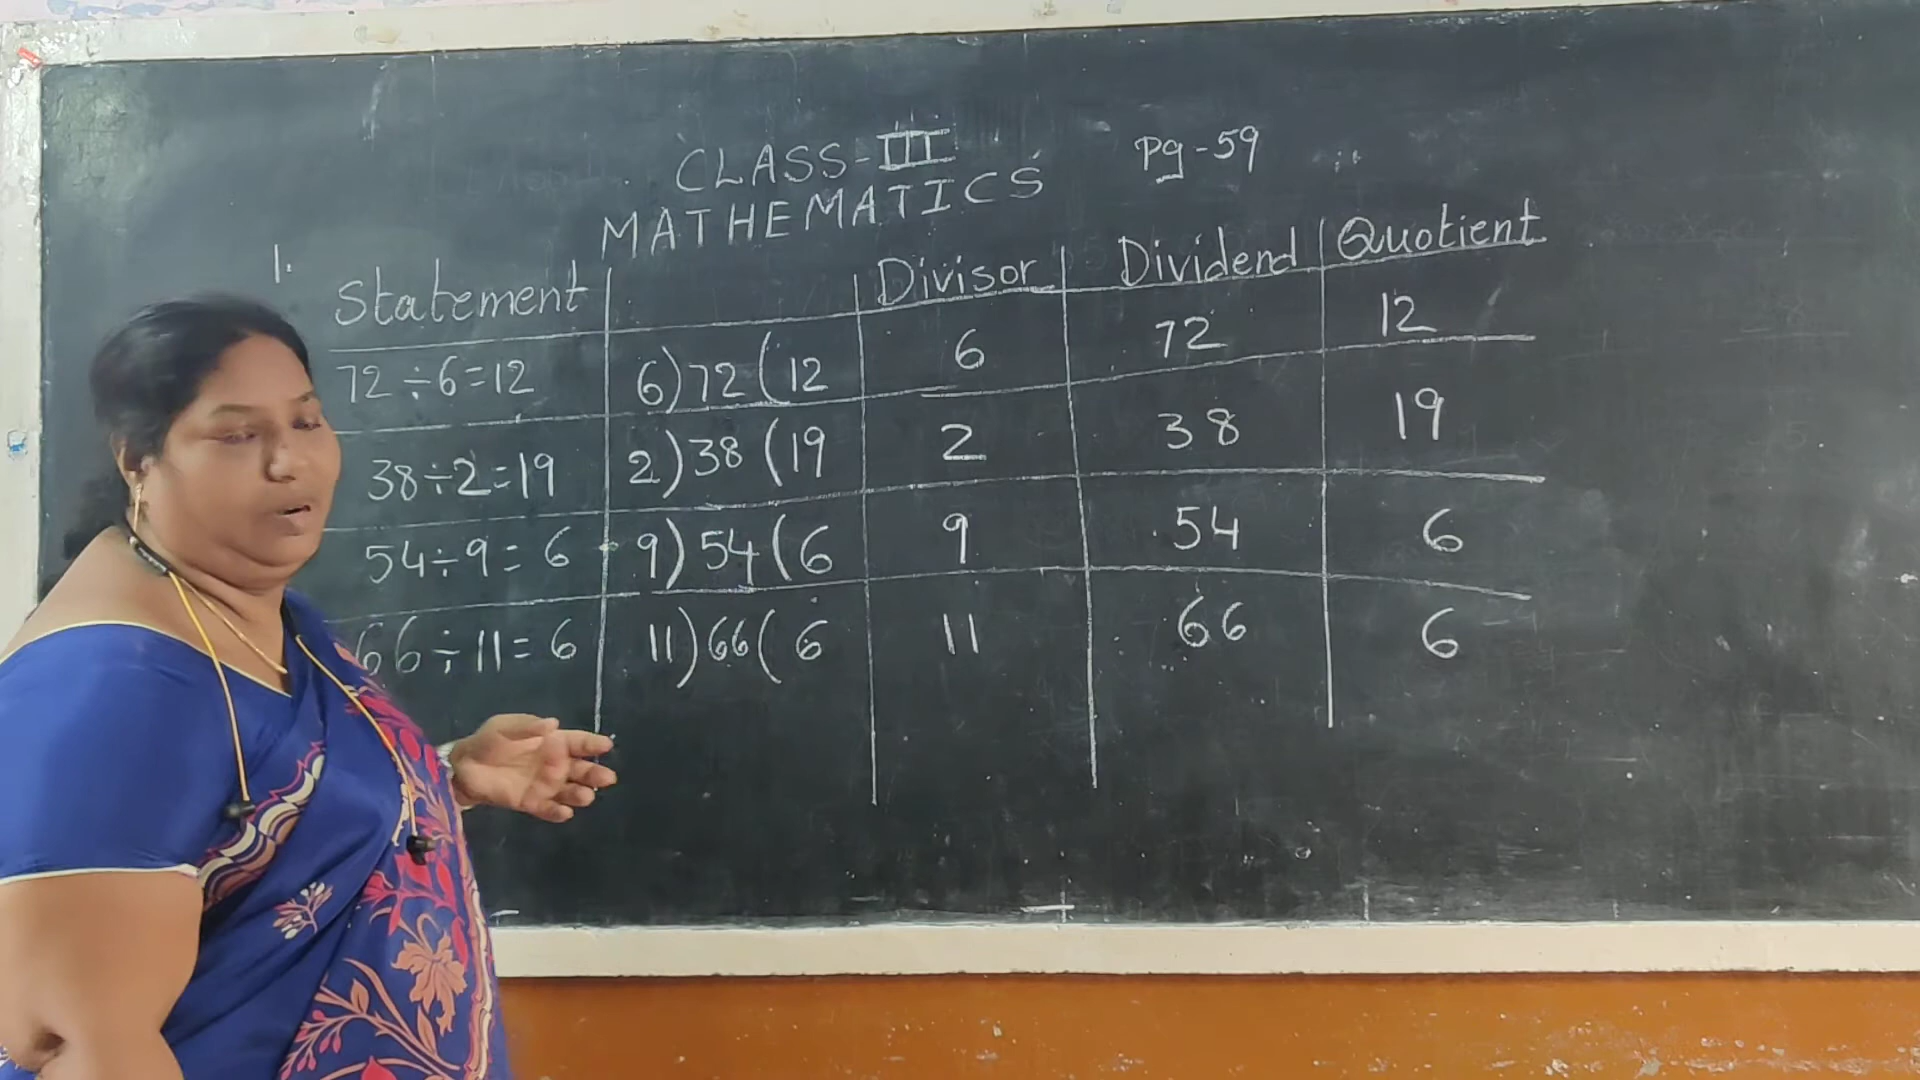 CLASS-III
MATHEMATICS
Pg-59
1.
Statement Divisor Dividend Quotient
72÷6=12 6)72(12 6 72 12
38÷2=19 2)38(19 2 38 19
54÷9=6 9)54(6 9 54 6
66÷11=6 11)66(6 11 66 6